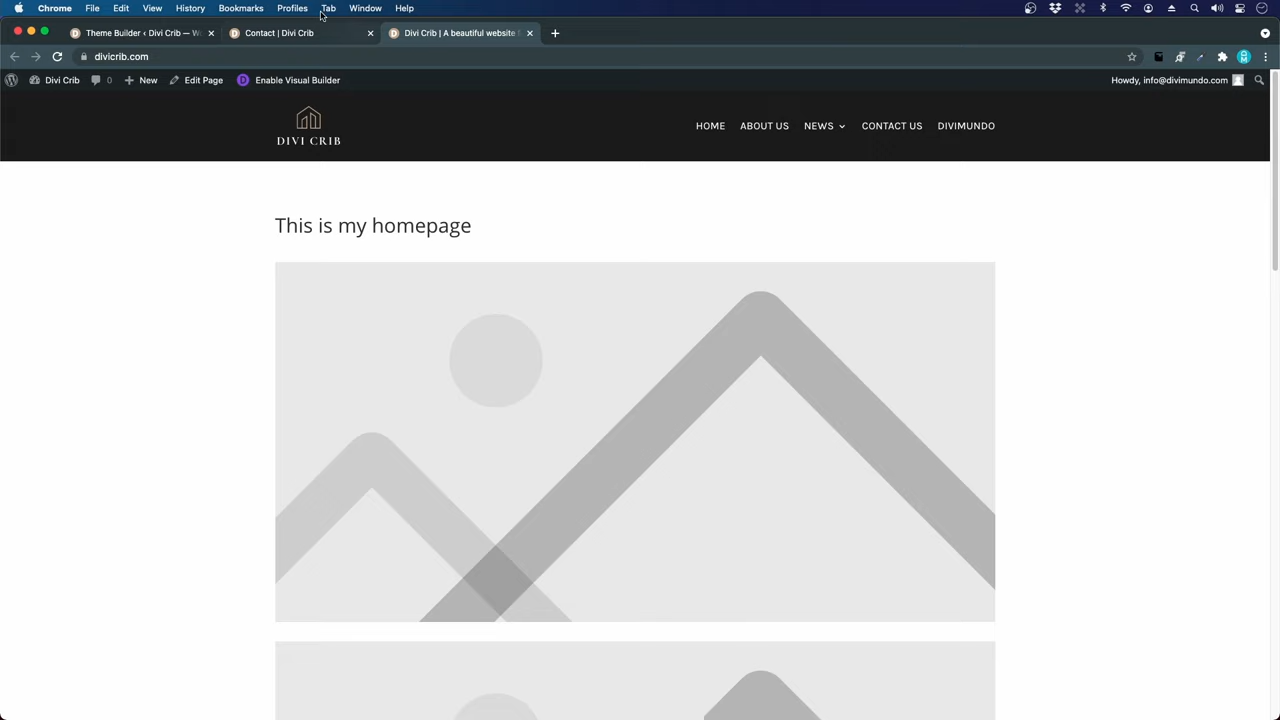 Chrome File Edit View History Bookmarks Profiles Tab Window Help
Theme Builder ‹ Divi Crib — W
Contact | Divi Crib
Divi Crib | A beautiful website
divicrib.com
Divi Crib 0 New Edit Page Enable Visual Builder Howdy, info@divimundo.com
DIVI CRIB
HOME ABOUT US NEWS CONTACT US DIVIMUNDO
This is my homepage